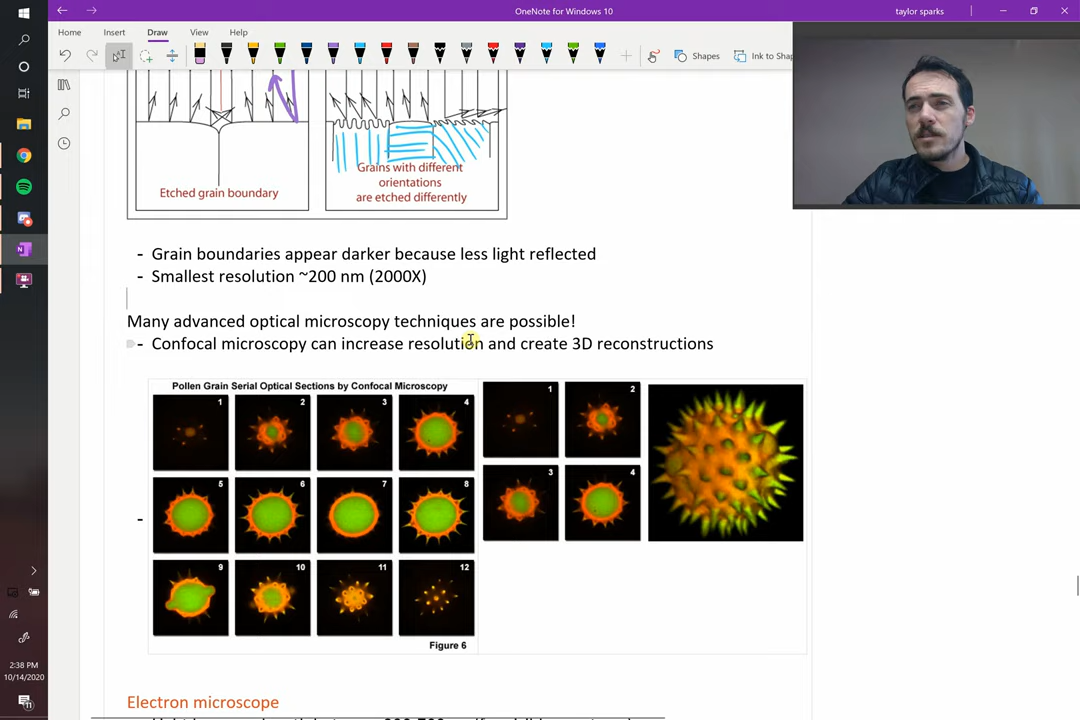 OneNote for Windows 10
taylor sparks
Home
Insert
Draw
View
Help
Shapes
Ink to Shap
Etched grain boundary
Grains with different
orientations
are etched differently
- Grain boundaries appear darker because less light reflected
- Smallest resolution ~200 nm (2000X)
Many advanced optical microscopy techniques are possible!
- Confocal microscopy can increase resolution and create 3D reconstructions
Pollen Grain Serial Optical Sections by Confocal Microscopy
1
2
3
4
5
6
7
8
9
10
11
12
Figure 6
1
2
3
4
-
Electron microscope
2:38 PM
10/14/2020